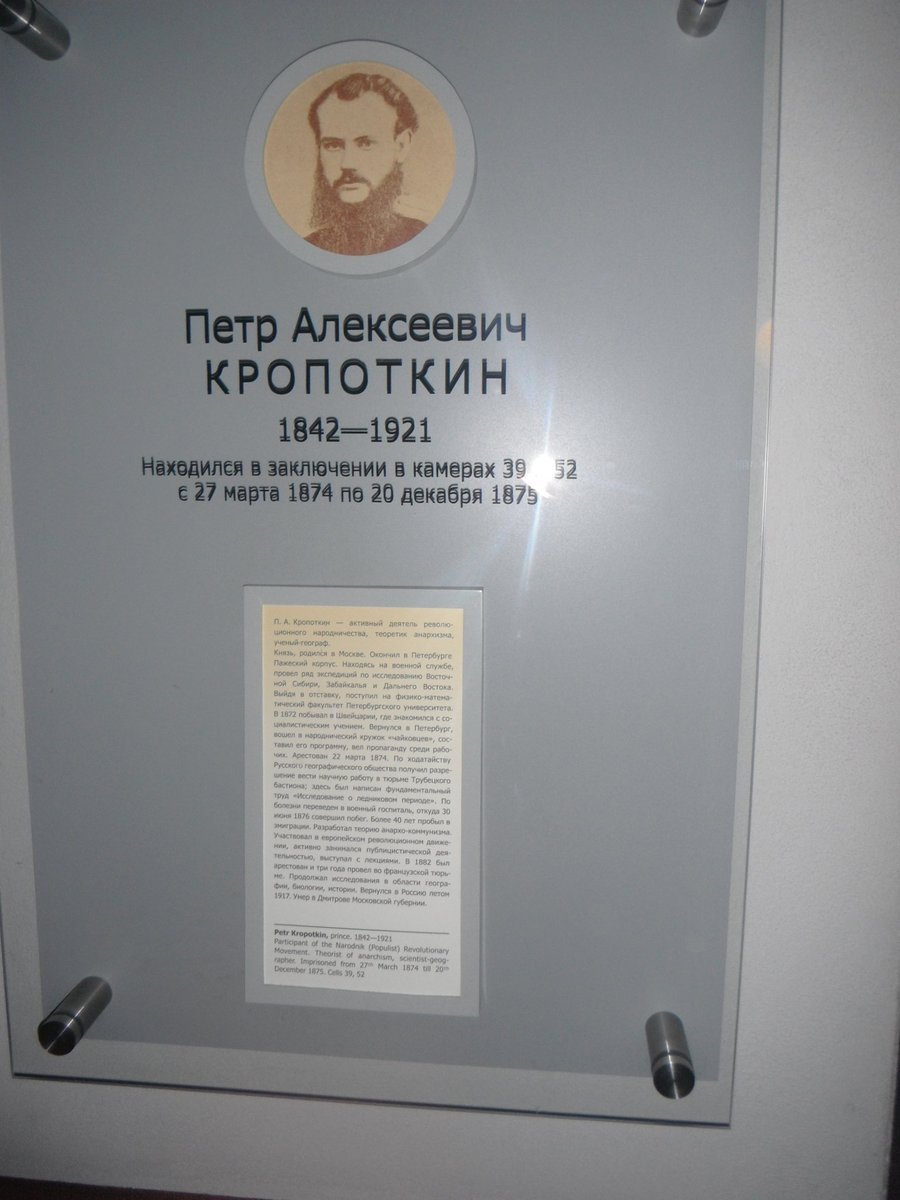 Петр Алексеевич
КРОПОТКИН
1842—1921
Находился в заключении в камерах 39 52
с 27 марта 1874 по 20 декабря 1875
П. А. Кропоткин — активный деятель револю-
ционного народничества, теоретик анархизма,
ученый-географ.
Князь, родился в Москве. Окончил в Петербурге
Пажеский корпус. Находясь на военной службе,
провел ряд экспедиций по исследованию Восточ-
ной Сибири, Забайкалья и Дальнего Востока.
Выйдя в отставку, поступил на физико-матема-
тический факультет Петербургского университета.
В 1872 побывал в Швейцарии, где знакомился с со-
циалистическим учением. Вернулся в Петербург,
вошел в народнический кружок «чайковцев», сос-
тавил его программу, вел пропаганду среди рабо-
чих. Арестован 22 марта 1874. По ходатайству
Русского географического общества получил разре-
шение вести научную работу в тюрьме Трубецкого
бастиона; здесь был написан фундаментальный
труд «Исследование о ледниковом периоде». По
болезни переведен в военный госпиталь, откуда 30
июня 1876 совершил побег. Более 40 лет пробыл в
эмиграции. Разработал теорию анархо-коммунизма.
Участвовал в европейском революционном движе-
нии, активно занимался публицистической дея-
тельностью, выступал с лекциями. В 1882 был
арестован и три года провел во французской тюрь-
ме. Продолжал исследования в области геогра-
фии, биологии, истории. Вернулся в Россию летом
1917. Умер в Дмитрове Московской губернии.
Petr Kropotkin, prince. 1842—1921
Participant of the Narodnik (Populist) Revolutionary
Movement. Theorist of anarchism, scientist-geog-
rapher. Imprisoned from 27th March 1874 till 20th
December 1875. Cells 39, 52